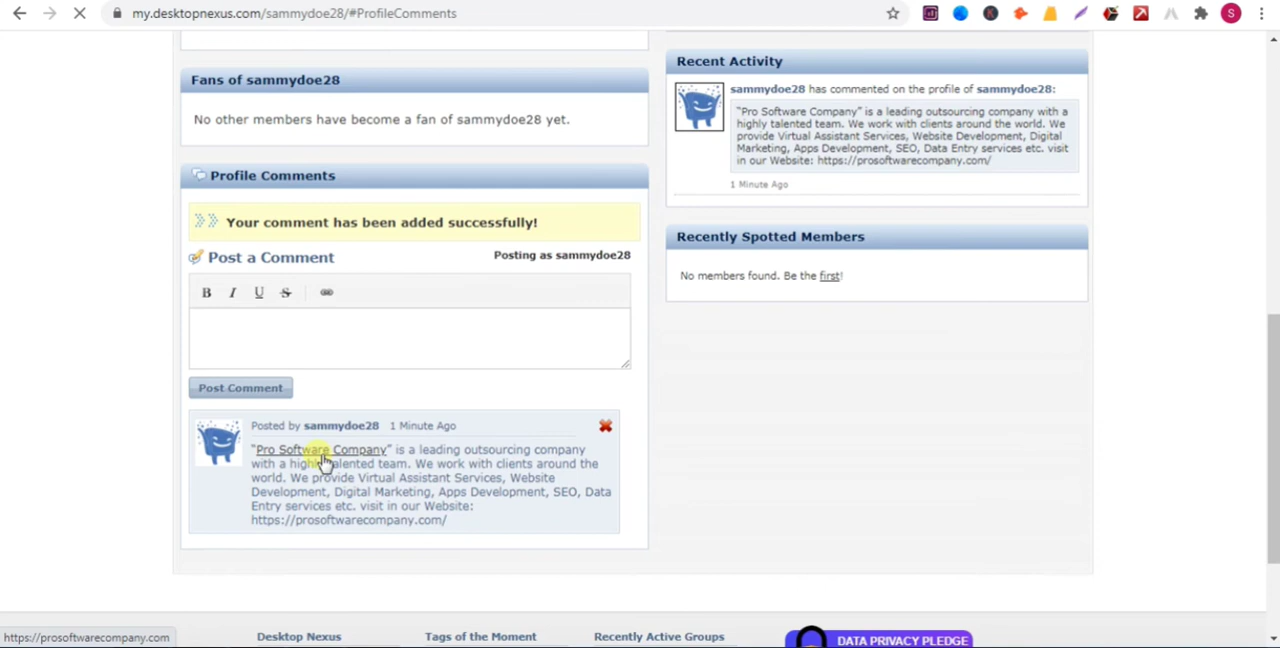 my.desktopnexus.com/sammydoe28/#ProfileComments
S
Fans of sammydoe28
No other members have become a fan of sammydoe28 yet.
Profile Comments
Your comment has been added successfully!
Post a Comment
Posting as sammydoe28
B I U S
Post Comment
Posted by sammydoe28 1 Minute Ago
"Pro Software Company" is a leading outsourcing company
with a highly talented team. We work with clients around the
world. We provide Virtual Assistant Services, Website
Development, Digital Marketing, Apps Development, SEO, Data
Entry services etc. visit in our Website:
https://prosoftwarecompany.com/
Recent Activity
sammydoe28 has commented on the profile of sammydoe28:
"Pro Software Company" is a leading outsourcing company with a
highly talented team. We work with clients around the world. We
provide Virtual Assistant Services, Website Development, Digital
Marketing, Apps Development, SEO, Data Entry services etc. visit
in our Website: https://prosoftwarecompany.com/
1 Minute Ago
Recently Spotted Members
No members found. Be the first!
https://prosoftwarecompany.com
Desktop Nexus
Tags of the Moment
Recently Active Groups
DATA PRIVACY PLEDGE